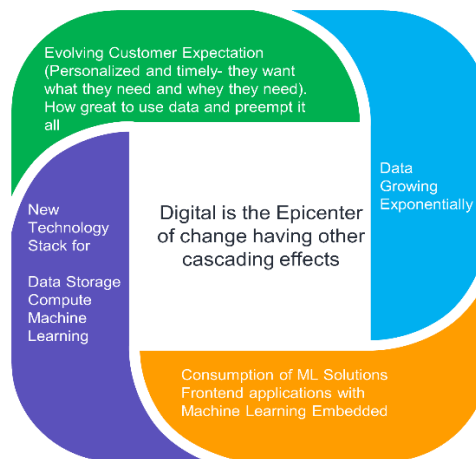 Evolving Customer Expectation
(Personalized and timely- they want
what they need and whey they need).
How great to use data and preempt it
all
Data
Growing
Exponentially
New
Technology
Stack for
Data Storage
Compute
Machine
Learning
Digital is the Epicenter
of change having other
cascading effects
Consumption of ML Solutions
Frontend applications with
Machine Learning Embedded